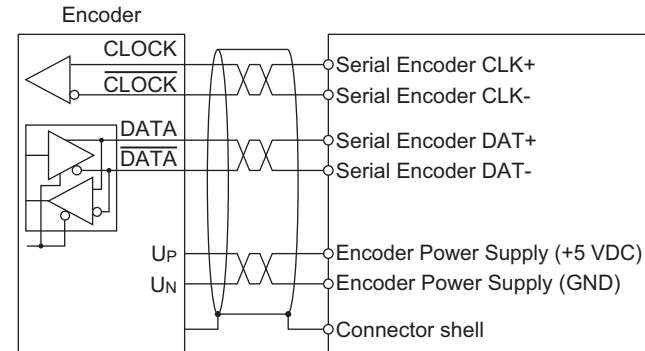 Encoder
CLOCK
Serial Encoder CLK+
CLOCK
Serial Encoder CLK-
DATA
Serial Encoder DAT+
DATA
Serial Encoder DAT-
UP
Encoder Power Supply (+5 VDC)
UN
Encoder Power Supply (GND)
Connector shell